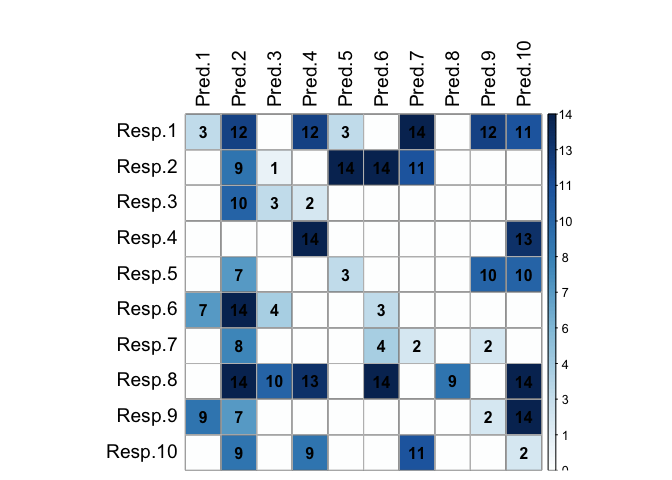 Pred.1 Pred.2 Pred.3 Pred.4 Pred.5 Pred.6 Pred.7 Pred.8 Pred.9 Pred.10
Resp.1 3 12 12 3 14 12 11
Resp.2 9 1 14 14 11
Resp.3 10 3 2
Resp.4 14 13
Resp.5 7 3 10 10
Resp.6 7 14 4 3
Resp.7 8 4 2 2
Resp.8 14 10 13 14 9 14
Resp.9 9 7 2 14
Resp.10 9 9 11 2
14
13
11
10
8
7
6
4
3
1
0